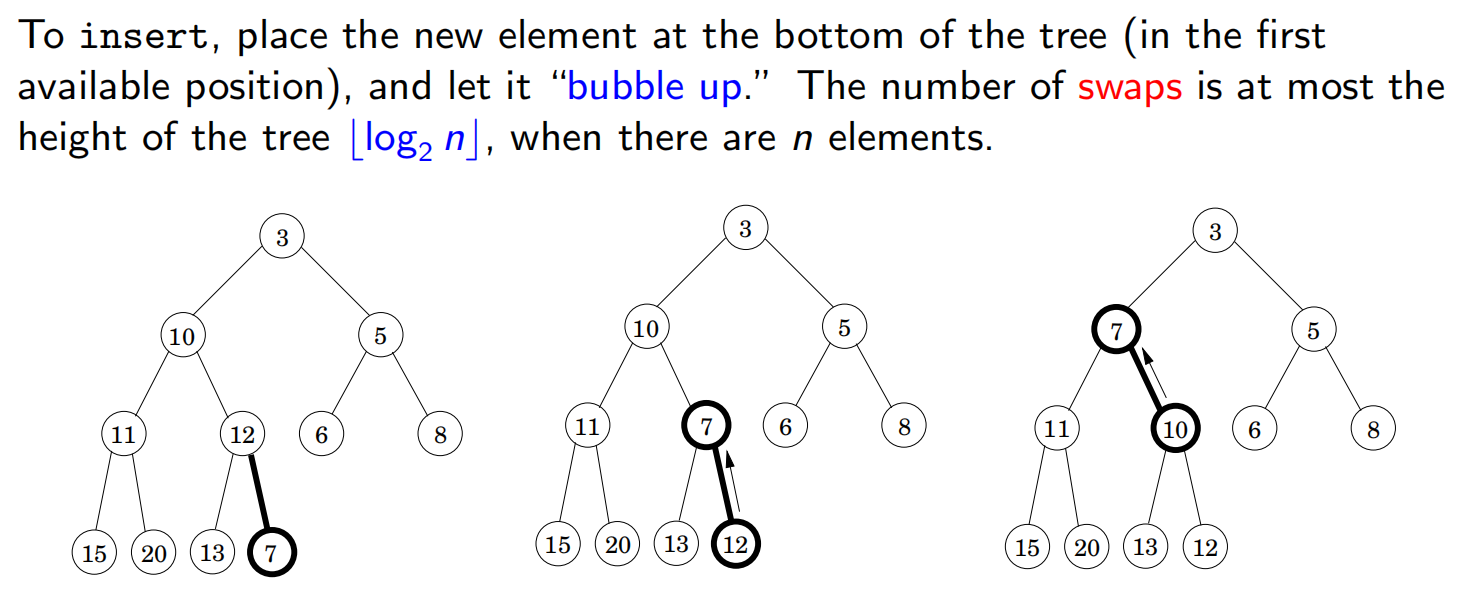 To insert, place the new element at the bottom of the tree (in the first
available position), and let it “bubble up.” The number of swaps is at most the
height of the tree ⌊log₂ n⌋, when there are n elements.
3
10 5
11 12 6 8
15 20 13 7
3
10 5
11 7 6 8
15 20 13 12
3
7 5
11 10 6 8
15 20 13 12